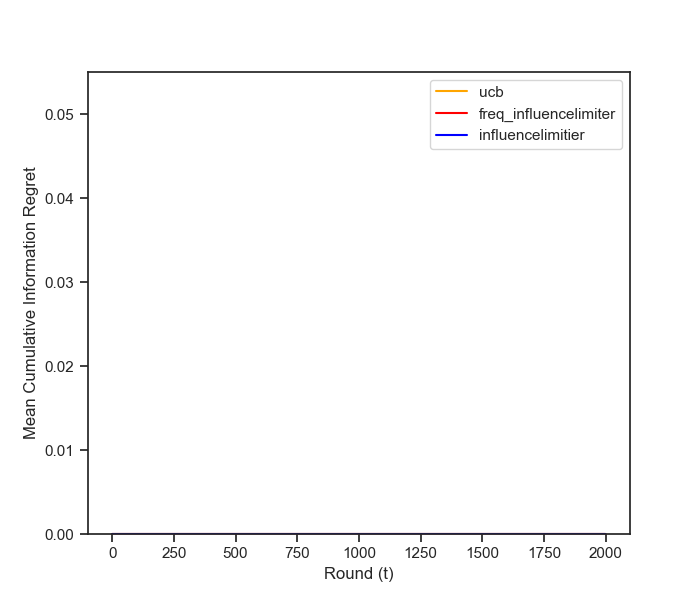 ucb
freq_influencelimiter
influencelimitier
0.05
0.04
0.03
0.02
0.01
0.00
Mean Cumulative Information Regret
0 250 500 750 1000 1250 1500 1750 2000
Round (t)